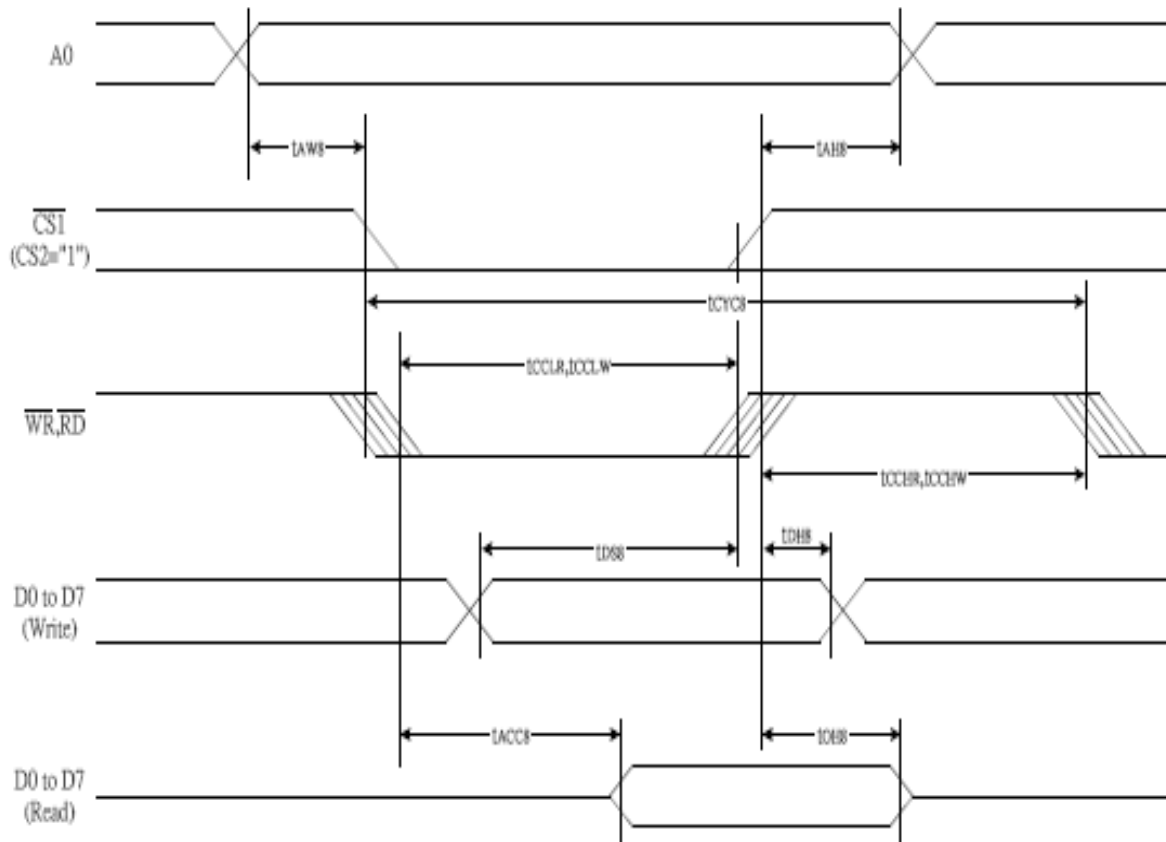 A0
tAW8
tAH8
CS1
(CS2="1")
tCYC8
tCCLR,tCCLW
WR,RD
tCCHR,tCCHW
tDS8
tDH8
D0 to D7
(Write)
tACC8
tOH8
D0 to D7
(Read)